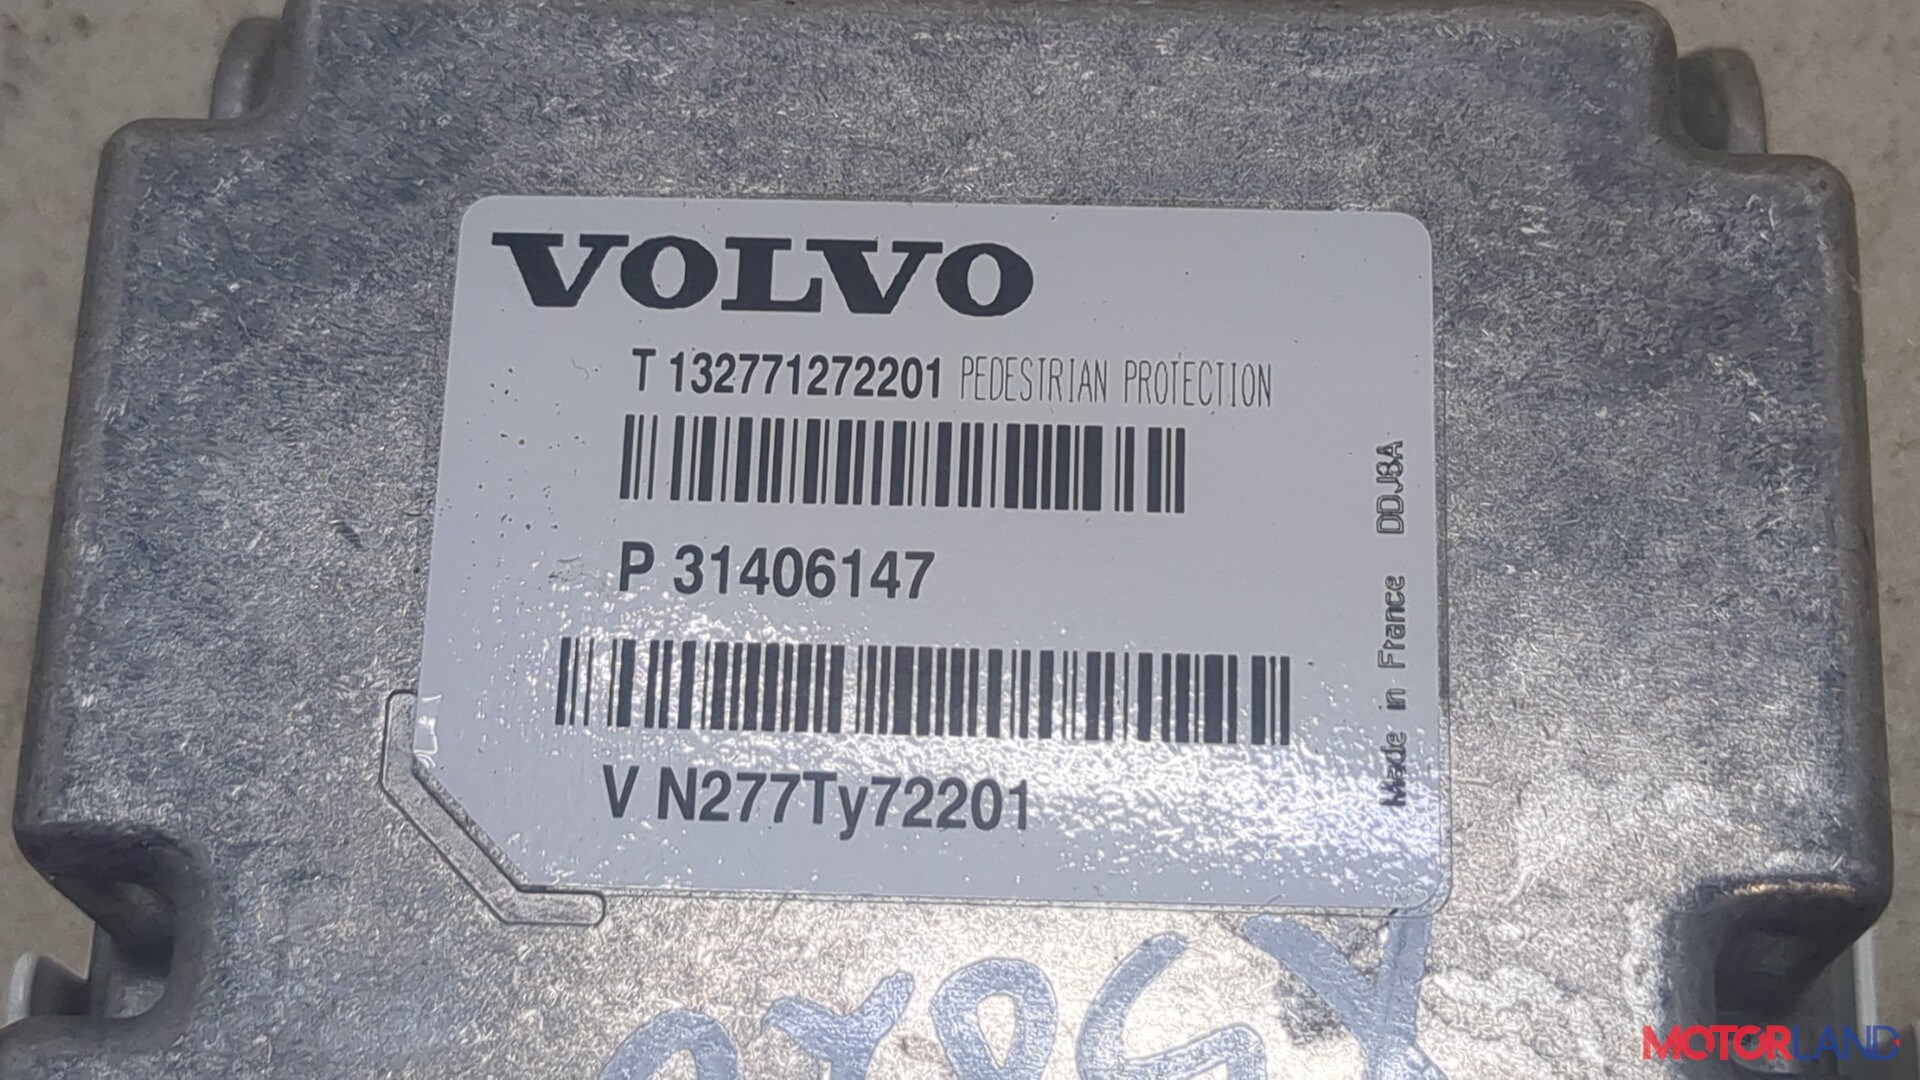 VOLVO
T 132771272201 PEDESTRIAN PROTECTION
P 31406147
V N277Ty72201
Made in France DDJ8A
MOTORLAND